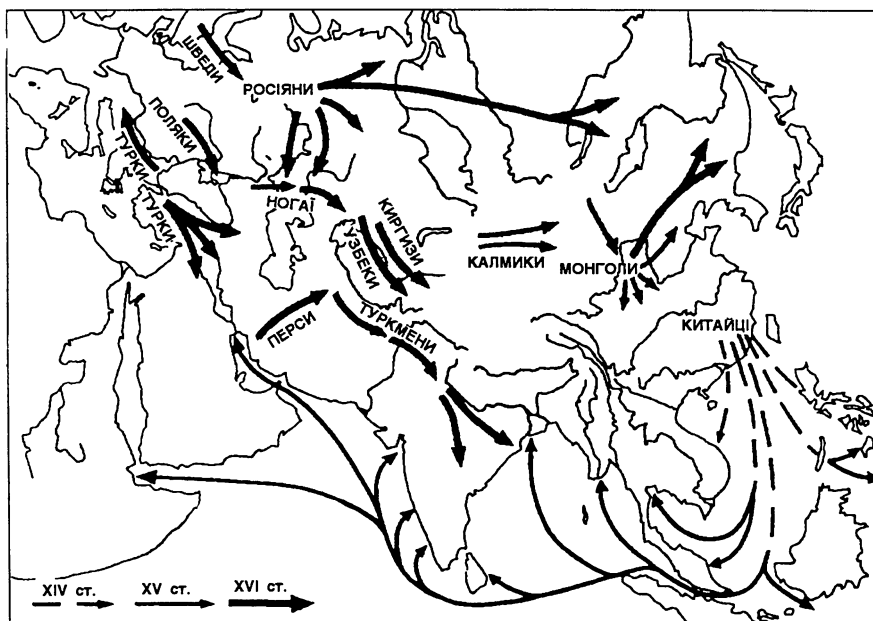 ШВЕДИ
РОСІЯНИ
ПОЛЯКИ
ТУРКИ
ТУРКИ
НОГАЇ
КИРГИЗИ
УЗБЕКИ
КАЛМИКИ
МОНГОЛИ
ПЕРСИ
ТУРКМЕНИ
КИТАЙЦІ
XIV ст. XV ст. XVI ст.